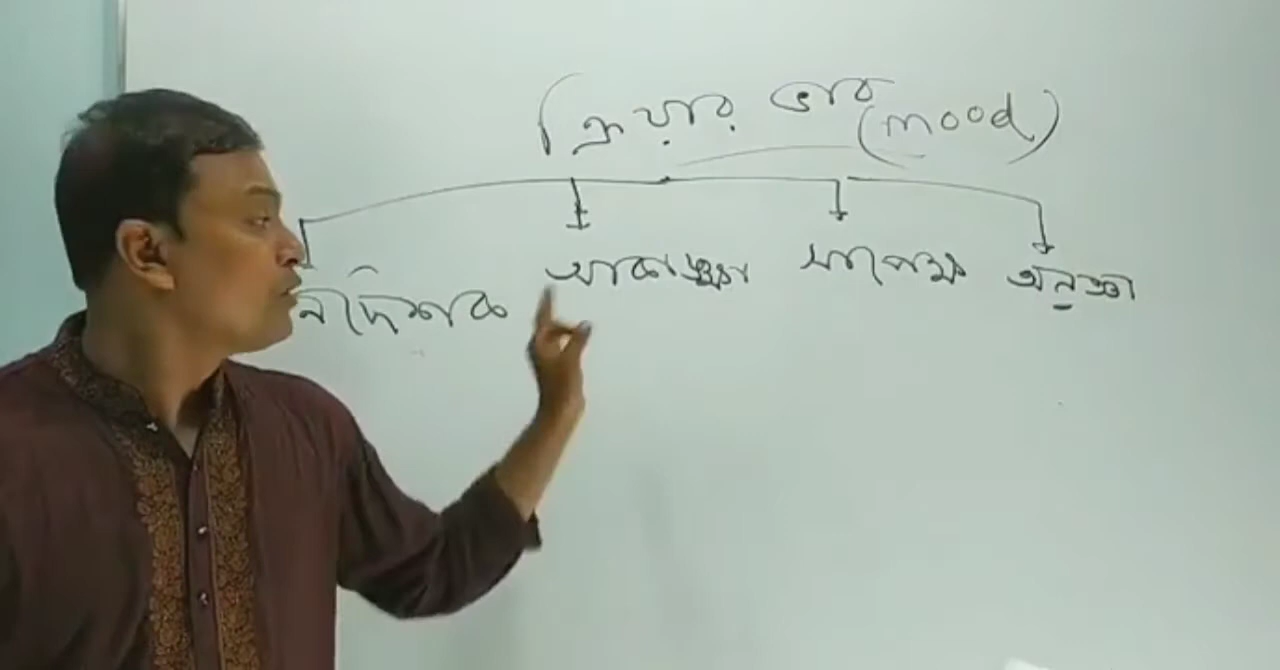 ক্রিয়ার ভাব (mood)
নির্দেশক আকাঙ্ক্ষা সাপেক্ষ অনুজ্ঞা